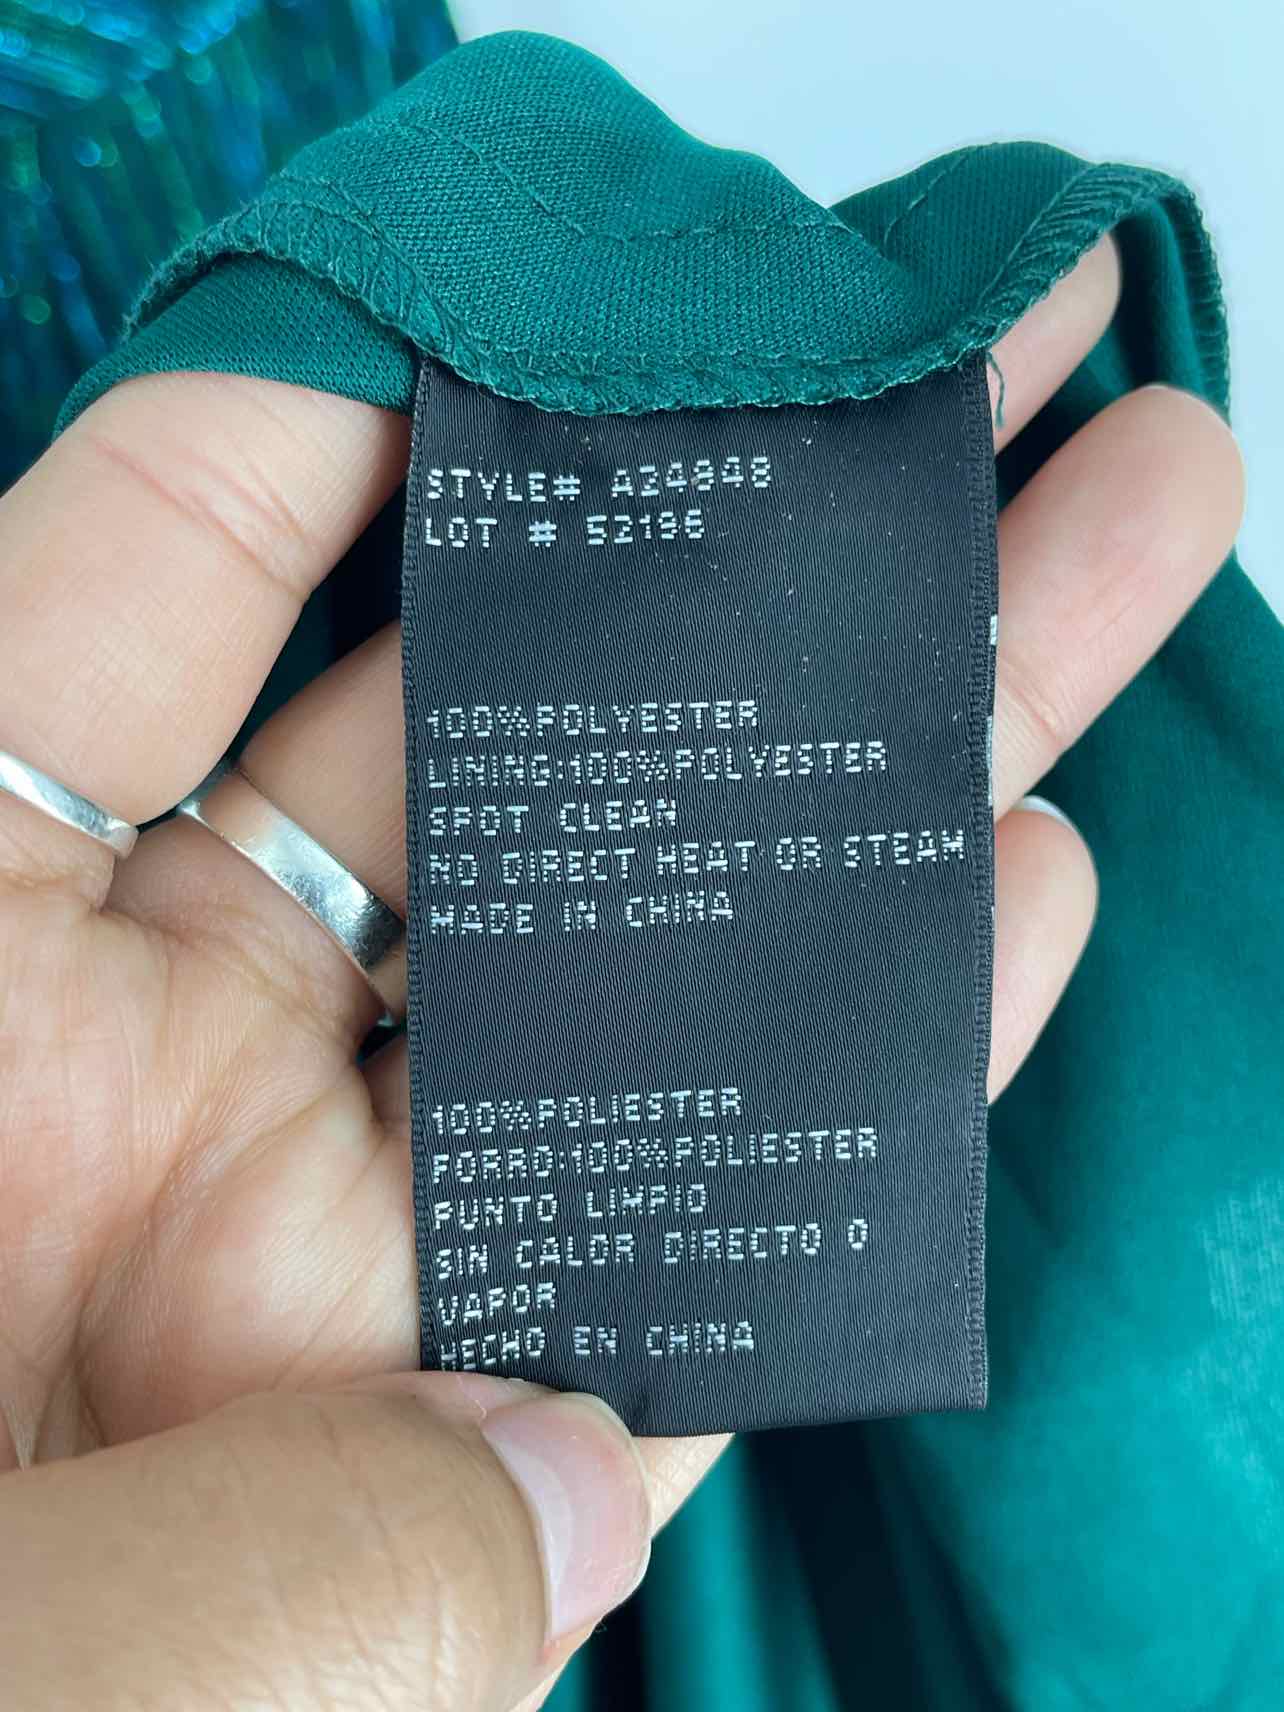 STYLE# A24848
LOT # 52196
100%POLYESTER
LINING:100%POLYESTER
SPOT CLEAN
NO DIRECT HEAT OR STEAM
MADE IN CHINA
100%POLIESTER
FORRO:100%POLIESTER
PUNTO LIMPIO
SIN CALOR DIRECTO O
VAPOR
HECHO EN CHINA